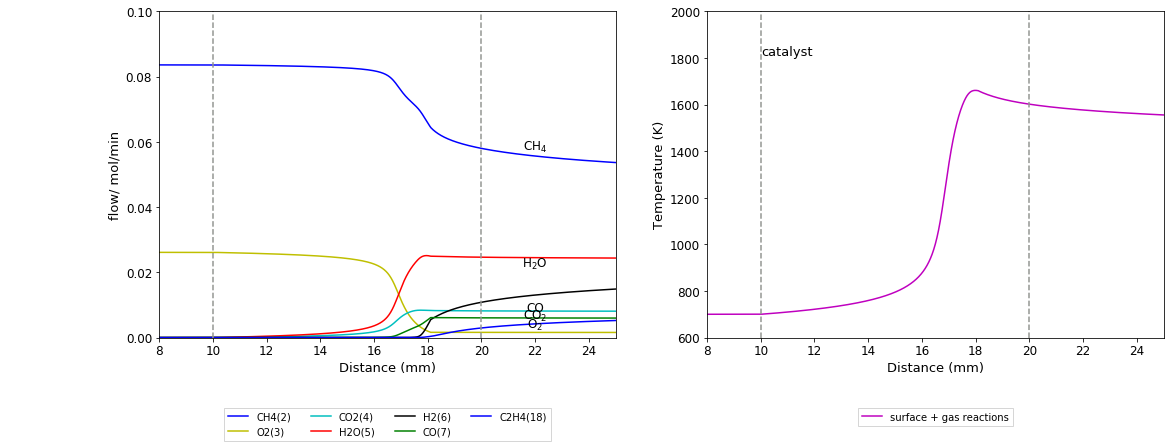 0.10
0.08
0.06
0.04
0.02
0.00
flow/ mol/min
CH₄
H₂O
CO
CO₂
O₂
8 10 12 14 16 18 20 22 24
Distance (mm)
CH4(2) CO2(4) H2(6) C2H4(18)
O2(3) H2O(5) CO(7)
2000
1800
1600
1400
1200
1000
800
600
Temperature (K)
catalyst
8 10 12 14 16 18 20 22 24
Distance (mm)
surface + gas reactions